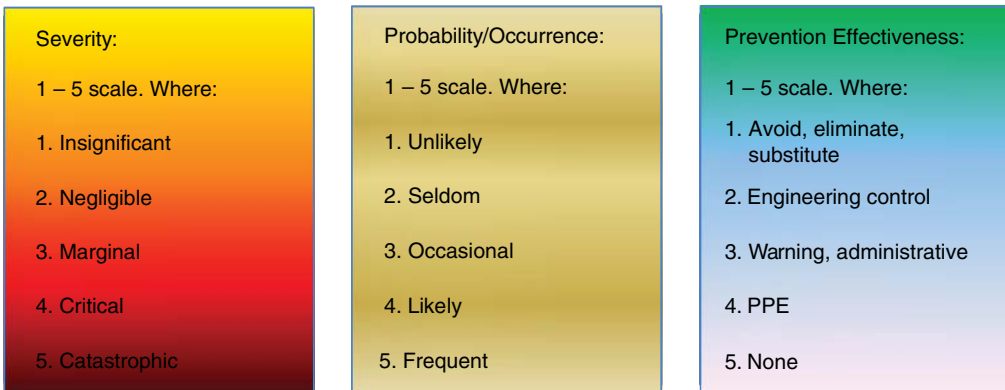 Severity:
1 – 5 scale. Where:
1. Insignificant
2. Negligible
3. Marginal
4. Critical
5. Catastrophic
Probability/Occurrence:
1 – 5 scale. Where:
1. Unlikely
2. Seldom
3. Occasional
4. Likely
5. Frequent
Prevention Effectiveness:
1 – 5 scale. Where:
1. Avoid, eliminate,
substitute
2. Engineering control
3. Warning, administrative
4. PPE
5. None